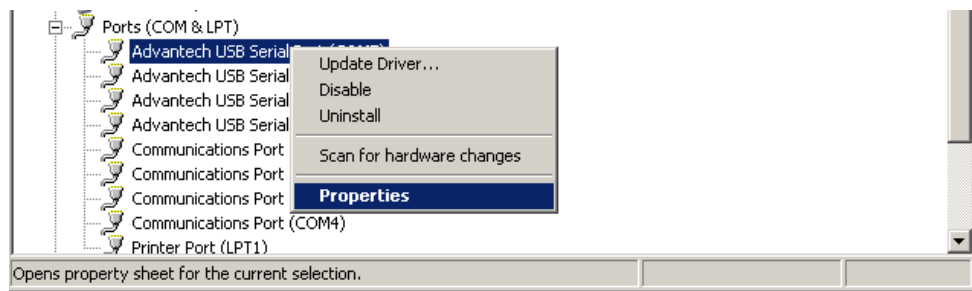 Ports (COM & LPT)
Advantech USB Serial
Advantech USB Serial
Advantech USB Serial
Advantech USB Serial
Communications Port
Communications Port
Communications Port
Communications Port (COM4)
Printer Port (LPT1)
Update Driver...
Disable
Uninstall
Scan for hardware changes
Properties
Opens property sheet for the current selection.